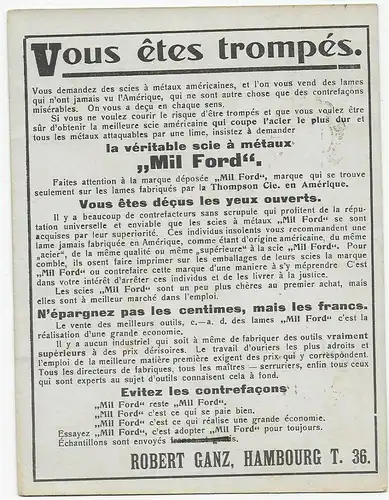 Vous êtes trompés.
Vous demandez des scies à métaux américaines, et l'on vous vend des lames
qui n'ont jamais vu l'Amérique, qui ne sont autre chose que des contrefaçons
misérables. On vous a deçu en chaque sens.
Si vous ne voulez courir le risque d'être trompés et que vous voulez être
sûr d'obtenir la meilleure scie américaine qui coupe l'acier le plus dur et
tous les métaux attaquables par une lime, insistez à demander
la véritable scie à métaux
„Mil Ford“.
Faites attention à la marque déposée „Mil Ford“, marque qui se trouve
seulement sur les lames fabriqués par la Thompson Cie. en Amérique.
Vous êtes déçus les yeux ouverts.
Il y a beaucoup de contrefacteurs sans scrupule qui profitent de la répu-
tation universelle et enviable que les scies à métaux „Mil Ford“ se sont
acquises par leur superiorité. Ces individus insolents vous recommandent une
lame jamais fabriquée en Amérique, comme étant d'origine américaine, du même
„acier“, de la même qualité ou même „superieure“ à la scie „Mil Ford“. Pour
comble, ils osent faire imprimer sur les emballages de leurs scies la marque
„Mil Ford“ ou contrefaire cette marque d'une manière à s'y méprendre. C'est
dans votre intérêt d'arrêter ces individus et de les livrer à la justice.
Les scies „Mil Ford“ sont un peu plus chères au premier achat, mais
elles sont à meilleur marché dans l'emploi.
N'épargnez pas les centimes, mais les francs.
Le vente des meilleurs outils, c.—a. d. des lames „Mil Ford“ c'est la
réalisation d'une grande économie.
Il y a aucun industriel qui soit à même de fabriquer des outils vraiment
supérieurs à des prix dérisoires. Le travail d'ouriers les plus adroits et
l'emploi de la meilleure matière première exigent des prix qui y correspondent.
Tous les directeurs de fabriques, tous les maîtres — serruriers, enfin tous ceux
qui sont experts au sujet d'outils connaissent cela à fond.
Evitez les contrefaçons
„Mil Ford“ reste „Mil Ford“.
„Mil Ford“ c'est ce qui se paie bien.
„Mil Ford“ c'est ce qui réalise une grande économie.
Essayez „Mil Ford“, c'est adopter „Mil Ford“ pour toujours.
Échantillons sont envoyés
ROBERT GANZ, HAMBOURG T. 36.